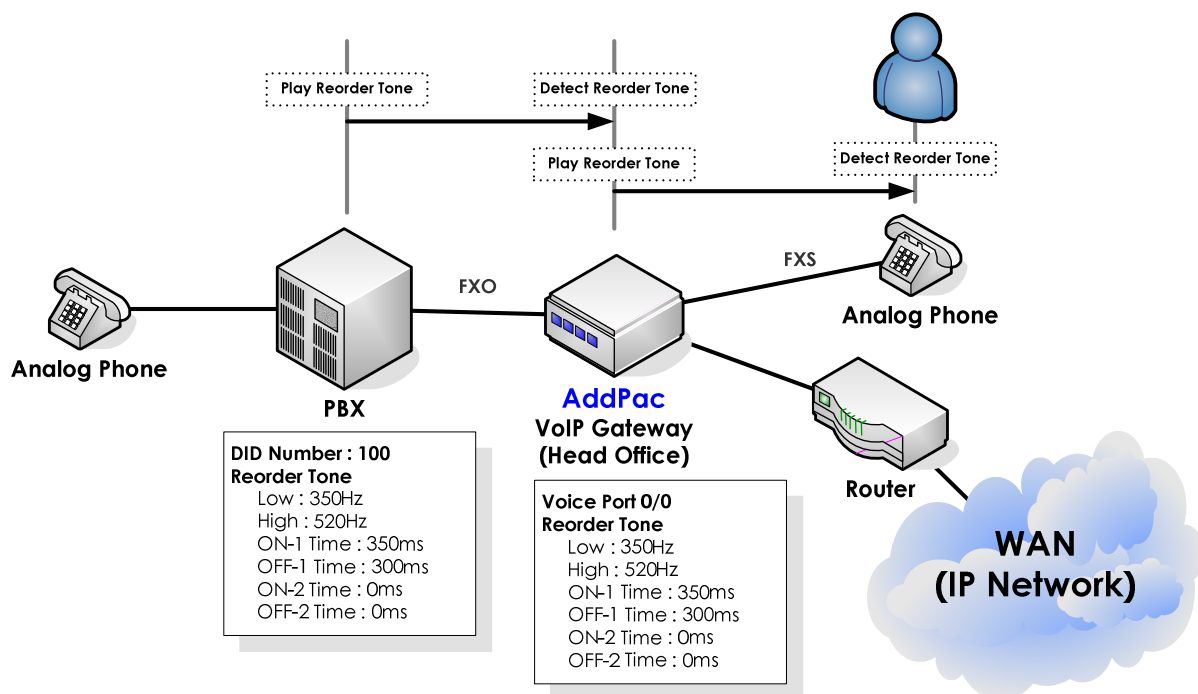 Play Reorder Tone
Detect Reorder Tone
Play Reorder Tone
Detect Reorder Tone
FXO
FXS
Analog Phone
Analog Phone
PBX
AddPac
VoIP Gateway
(Head Office)
Router
WAN
(IP Network)
DID Number : 100
Reorder Tone
Low : 350Hz
High : 520Hz
ON-1 Time : 350ms
OFF-1 Time : 300ms
ON-2 Time : 0ms
OFF-2 Time : 0ms
Voice Port 0/0
Reorder Tone
Low : 350Hz
High : 520Hz
ON-1 Time : 350ms
OFF-1 Time : 300ms
ON-2 Time : 0ms
OFF-2 Time : 0ms